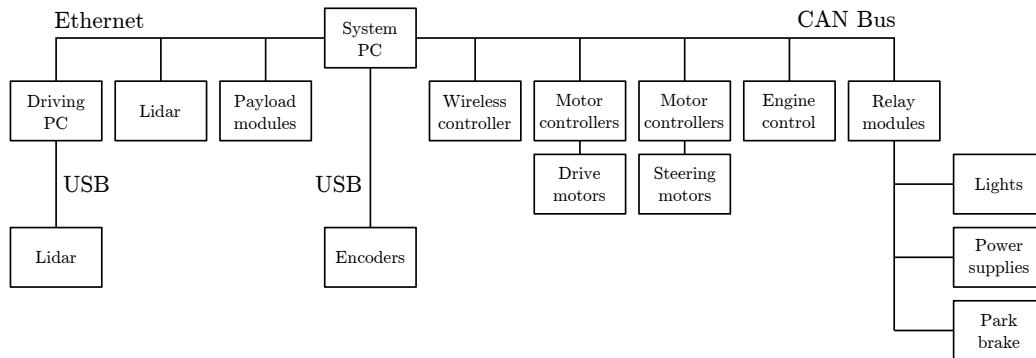 Ethernet
System
PC
CAN Bus
Driving
PC
Lidar
Payload
modules
Wireless
controller
Motor
controllers
Motor
controllers
Engine
control
Relay
modules
Drive
motors
Steering
motors
USB
USB
Lights
Lidar
Encoders
Power
supplies
Park
brake